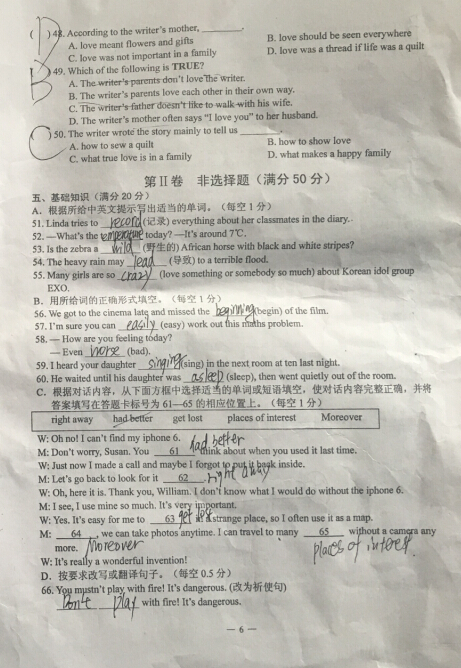 ( D ) 48. According to the writer's mother, ________.
A. love meant flowers and gifts B. love should be seen everywhere
C. love was not important in a family D. love was a thread if life was a quilt
B ) 49. Which of the following is TRUE?
A. The writer's parents don't love The writer.
B. The writer's parents love each other in their own way.
C. The writer's father doesn't like to walk with his wife.
D. The writer's mother often says "I love you" to her husband.
C ) 50. The writer wrote the story mainly to tell us ________.
A. how to sew a quilt B. how to show love
C. what true love is in a family D. what makes a happy family
第Ⅱ卷 非选择题（满分 50 分）
五、基础知识（满分 20 分）
A．根据所给中英文提示写出适当的单词。（每空 1 分）
51. Linda tries to record (记录) everything about her classmates in the diary.
52. —What's the temperature today? —It's around 7℃.
53. Is the zebra a wild (野生的) African horse with black and white stripes?
54. The heavy rain may lead (导致) to a terrible flood.
55. Many girls are so crazy (love something or somebody so much) about Korean idol group
EXO.
B．用所给词的正确形式填空。（每空 1 分）
56. We got to the cinema late and missed the beginning (begin) of the film.
57. I'm sure you can easily (easy) work out this maths problem.
58. — How are you feeling today?
— Even worse (bad).
59. I heard your daughter singing (sing) in the next room at ten last night.
60. He waited until his daughter was asleep (sleep), then went quietly out of the room.
C．根据对话内容，从下面方框中选择适当的单词或短语填空，使对话内容完整正确，并将
答案填写在答题卡标号为 61—65 的相应位置上。（每空 1 分）
right away had better get lost places of interest Moreover
W: Oh no! I can't find my iphone 6.
M: Don't worry, Susan. You 61 had better think about when you used it last time.
W: Just now I made a call and maybe I forgot to put it back inside.
M: Let's go back to look for it 62 right away.
W: Oh, here it is. Thank you, William. I don't know what I would do without the iphone 6.
M: I see, I use mine so much. It's very important.
W: Yes. It's easy for me to 63 get lost in a strange place, so I often use it as a map.
M: 64 , we can take photos anytime. I can travel to many 65 without a camera any
more. Moreover places of interest
W: It's really a wonderful invention!
D．按要求改写或翻译句子。（每空 0.5 分）
66. You mustn't play with fire! It's dangerous. (改为祈使句)
Don't play with fire! It's dangerous.
— 6 —